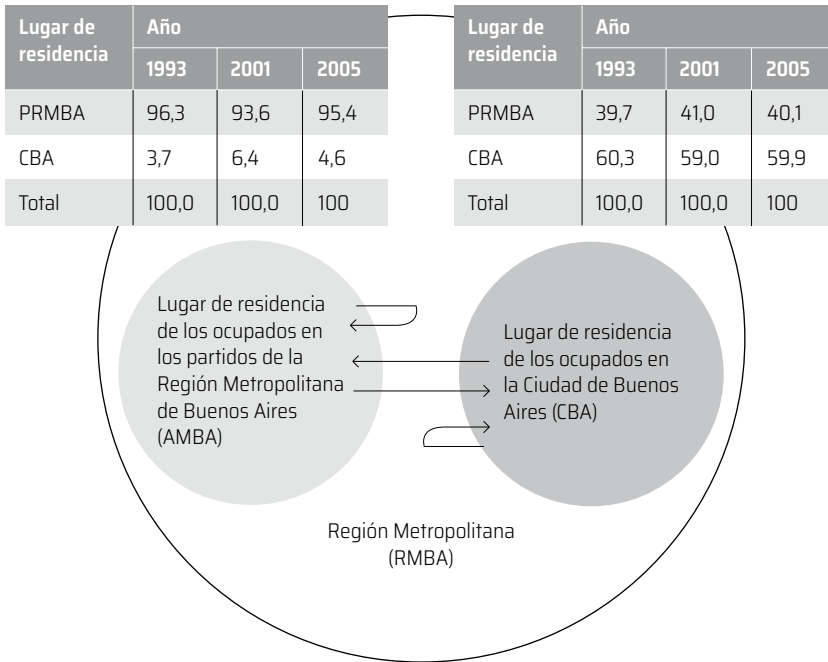 Lugar de residencia Año
1993 2001 2005
PRMBA 96,3 93,6 95,4
CBA 3,7 6,4 4,6
Total 100,0 100,0 100
Lugar de residencia Año
1993 2001 2005
PRMBA 39,7 41,0 40,1
CBA 60,3 59,0 59,9
Total 100,0 100,0 100
Lugar de residencia
de los ocupados en
los partidos de la
Región Metropolitana
de Buenos Aires
(AMBA)
Lugar de residencia
de los ocupados en
la Ciudad de Buenos
Aires (CBA)
Región Metropolitana
(RMBA)